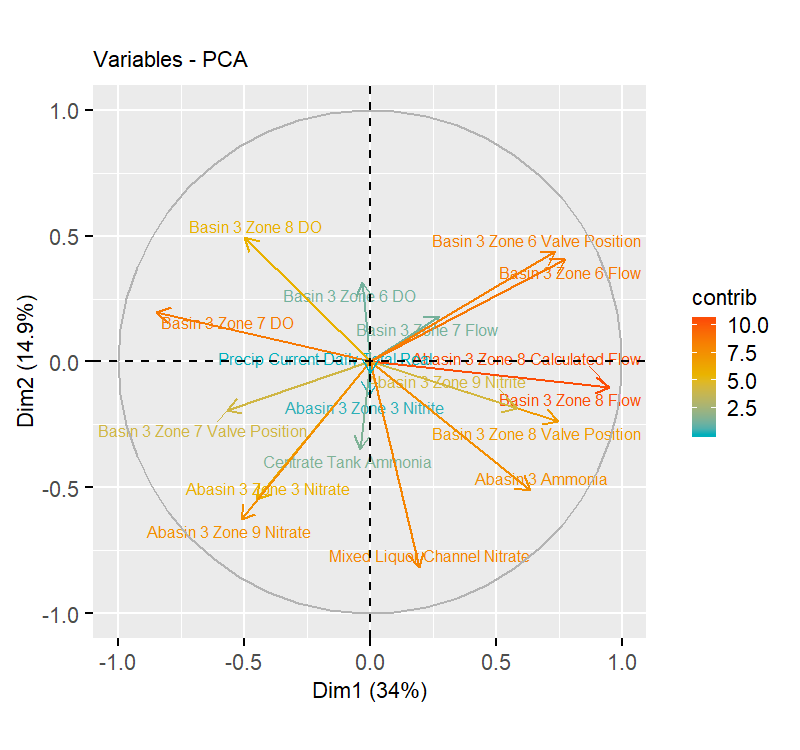 Variables - PCA
1.0
Basin 3 Zone 8 DO
0.5
Basin 3 Zone 6 Valve Position
Basin 3 Zone 6 Flow
Basin 3 Zone 6 DO
Basin 3 Zone 7 DO
Basin 3 Zone 7 Flow
Dim2 (14.9%)
0.0
Precip Current Daily Total Real
Abasin 3 Zone 8 Calculated Flow
Abasin 3 Zone 9 Nitrite
Basin 3 Zone 8 Flow
Abasin 3 Zone 3 Nitrite
Basin 3 Zone 7 Valve Position
Basin 3 Zone 8 Valve Position
Centrate Tank Ammonia
Abasin 3 Ammonia
-0.5
Abasin 3 Zone 3 Nitrate
Abasin 3 Zone 9 Nitrate
Mixed Liquor Channel Nitrate
-1.0
-1.0 -0.5 0.0 0.5 1.0
Dim1 (34%)
contrib
10.0
7.5
5.0
2.5